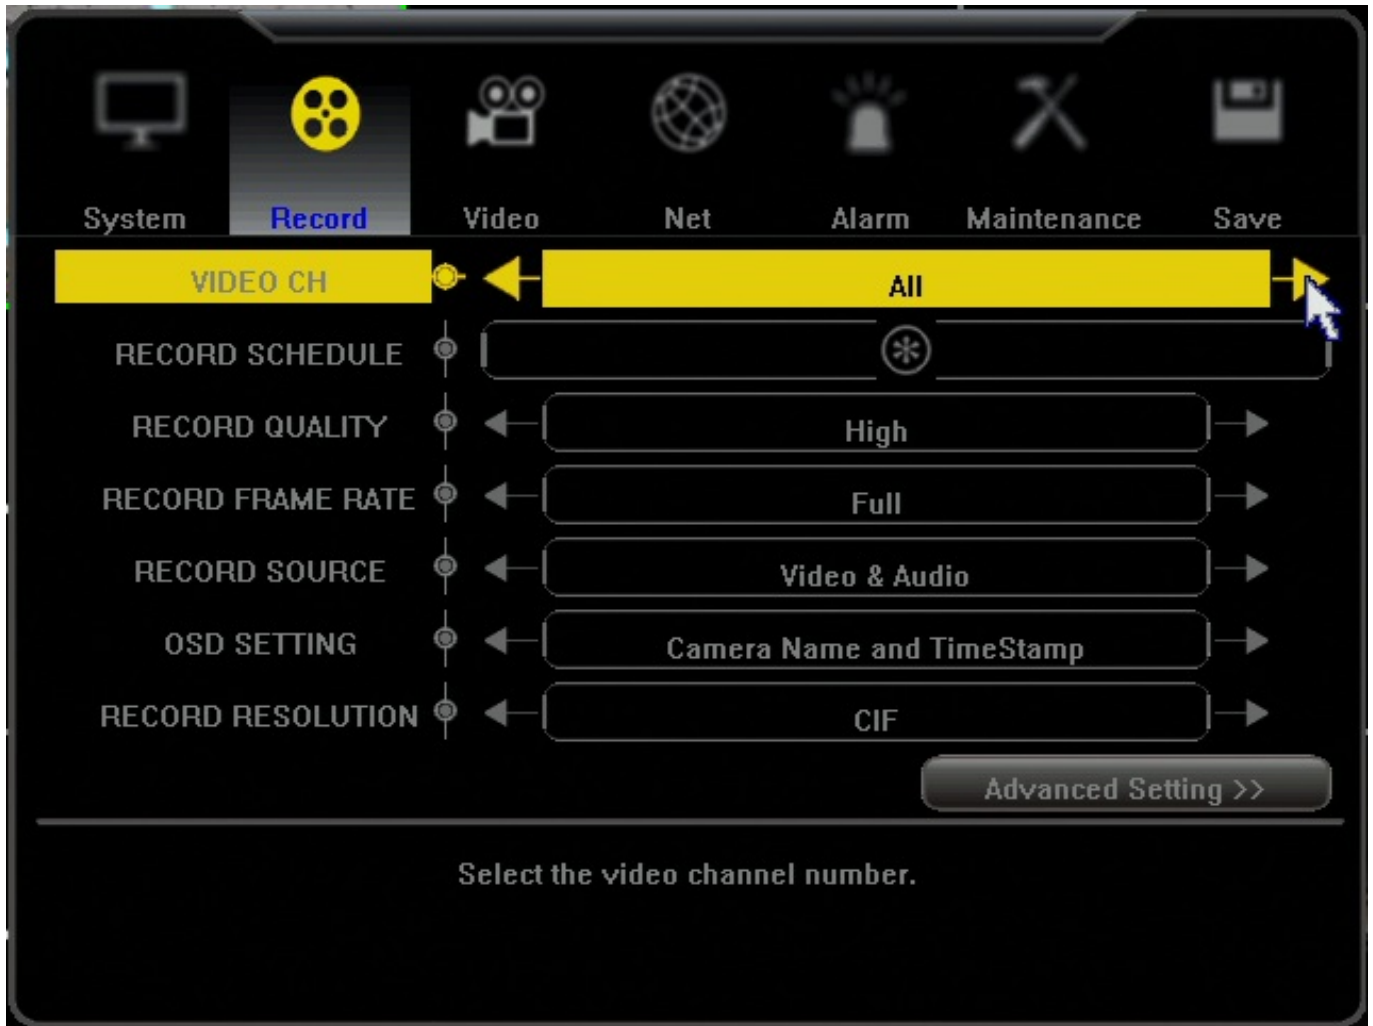 System Record Video Net Alarm Maintenance Save
VIDEO CH All
RECORD SCHEDULE
RECORD QUALITY High
RECORD FRAME RATE Full
RECORD SOURCE Video & Audio
OSD SETTING Camera Name and TimeStamp
RECORD RESOLUTION CIF
Advanced Setting >>
Select the video channel number.